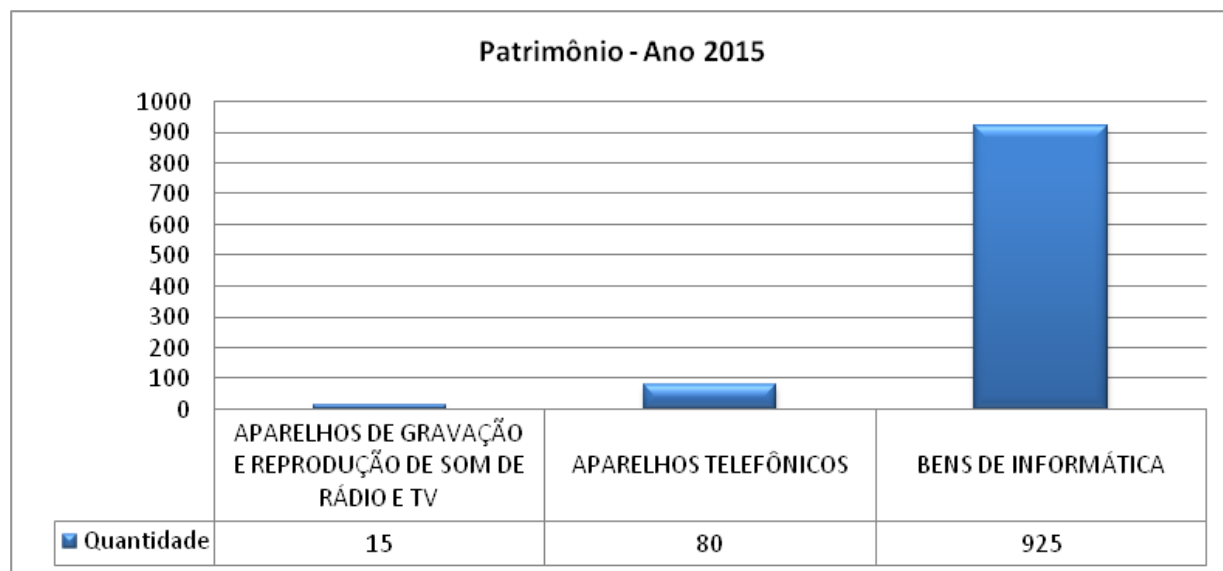 Patrimônio - Ano 2015
1000
900
800
700
600
500
400
300
200
100
0
APARELHOS DE GRAVAÇÃO
E REPRODUÇÃO DE SOM DE
RÁDIO E TV
APARELHOS TELEFÔNICOS
BENS DE INFORMÁTICA
Quantidade 15 80 925